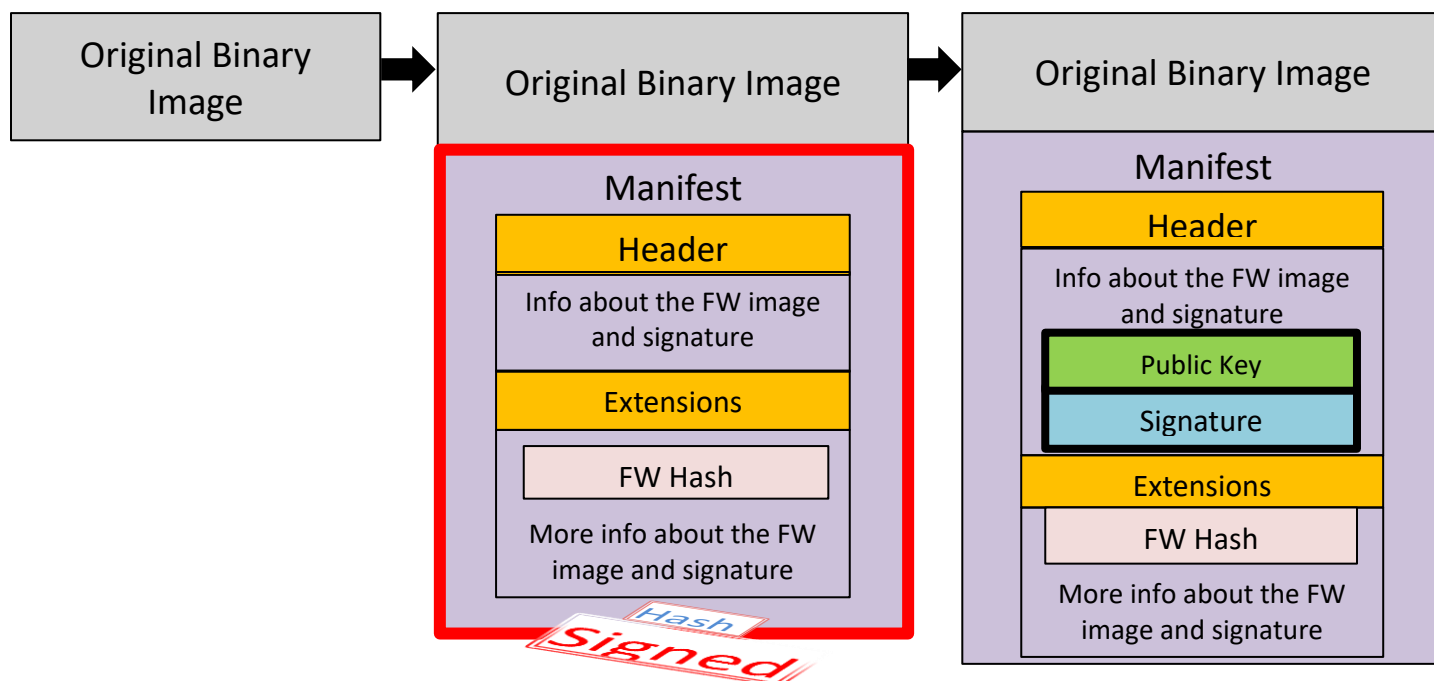 Original Binary
Image
Original Binary Image
Manifest
Header
Info about the FW image
and signature
Extensions
FW Hash
More info about the FW
image and signature
Hash
Signed
Original Binary Image
Manifest
Header
Info about the FW image
and signature
Public Key
Signature
Extensions
FW Hash
More info about the FW
image and signature